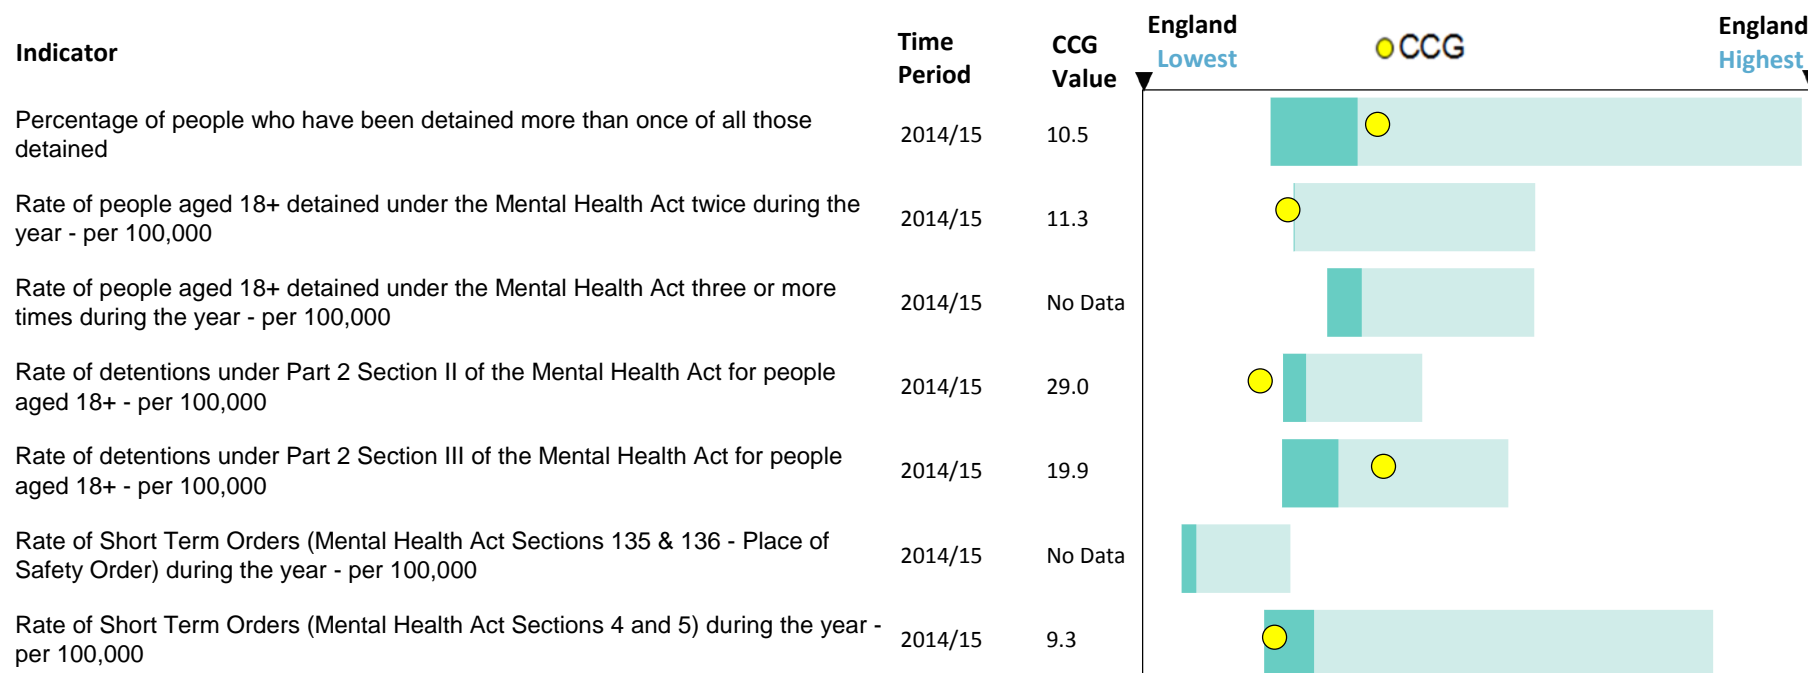 Indicator
Time
Period
CCG
Value
England
Lowest
CCG
England
Highest
Percentage of people who have been detained more than once of all those
detained
2014/15
10.5
Rate of people aged 18+ detained under the Mental Health Act twice during the
year - per 100,000
2014/15
11.3
Rate of people aged 18+ detained under the Mental Health Act three or more
times during the year - per 100,000
2014/15
No Data
Rate of detentions under Part 2 Section II of the Mental Health Act for people
aged 18+ - per 100,000
2014/15
29.0
Rate of detentions under Part 2 Section III of the Mental Health Act for people
aged 18+ - per 100,000
2014/15
19.9
Rate of Short Term Orders (Mental Health Act Sections 135 & 136 - Place of
Safety Order) during the year - per 100,000
2014/15
No Data
Rate of Short Term Orders (Mental Health Act Sections 4 and 5) during the year -
per 100,000
2014/15
9.3